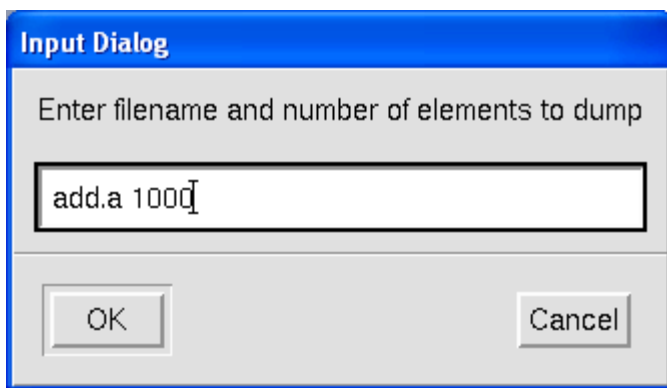 Input Dialog
Enter filename and number of elements to dump
add.a 1000
OK
Cancel